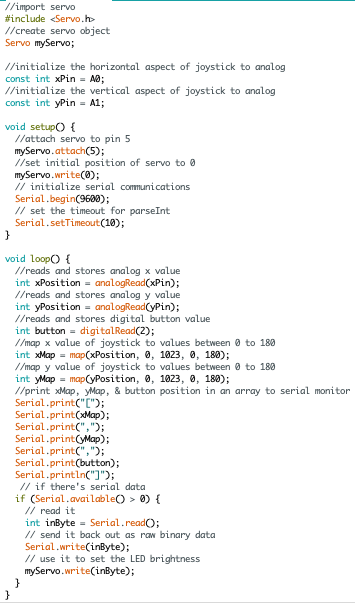 //import servo
#include <Servo.h>
//create servo object
Servo myServo;

//initialize the horizontal aspect of joystick to analog
const int xPin = A0;
//initialize the vertical aspect of joystick to analog
const int yPin = A1;

void setup() {
  //attach servo to pin 5
  myServo.attach(5);
  //set initial position of servo to 0
  myServo.write(0);
  // initialize serial communications
  Serial.begin(9600);
  // set the timeout for parseInt
  Serial.setTimeout(10);
}

void loop() {
  //reads and stores analog x value
  int xPosition = analogRead(xPin);
  //reads and stores analog y value
  int yPosition = analogRead(yPin);
  //reads and stores digital button value
  int button = digitalRead(2);
  //map x value of joystick to values between 0 to 180
  int xMap = map(xPosition, 0, 1023, 0, 180);
  //map y value of joystick to values between 0 to 180
  int yMap = map(yPosition, 0, 1023, 0, 180);
  //print xMap, yMap, & button position in an array to serial monitor
  Serial.print("[");
  Serial.print(xMap);
  Serial.print(",");
  Serial.print(yMap);
  Serial.print(",");
  Serial.print(button);
  Serial.println("]");
   // if there's serial data
  if (Serial.available() > 0) {
    // read it
    int inByte = Serial.read();
    // send it back out as raw binary data
    Serial.write(inByte);
    // use it to set the LED brightness
    myServo.write(inByte);
  }
}